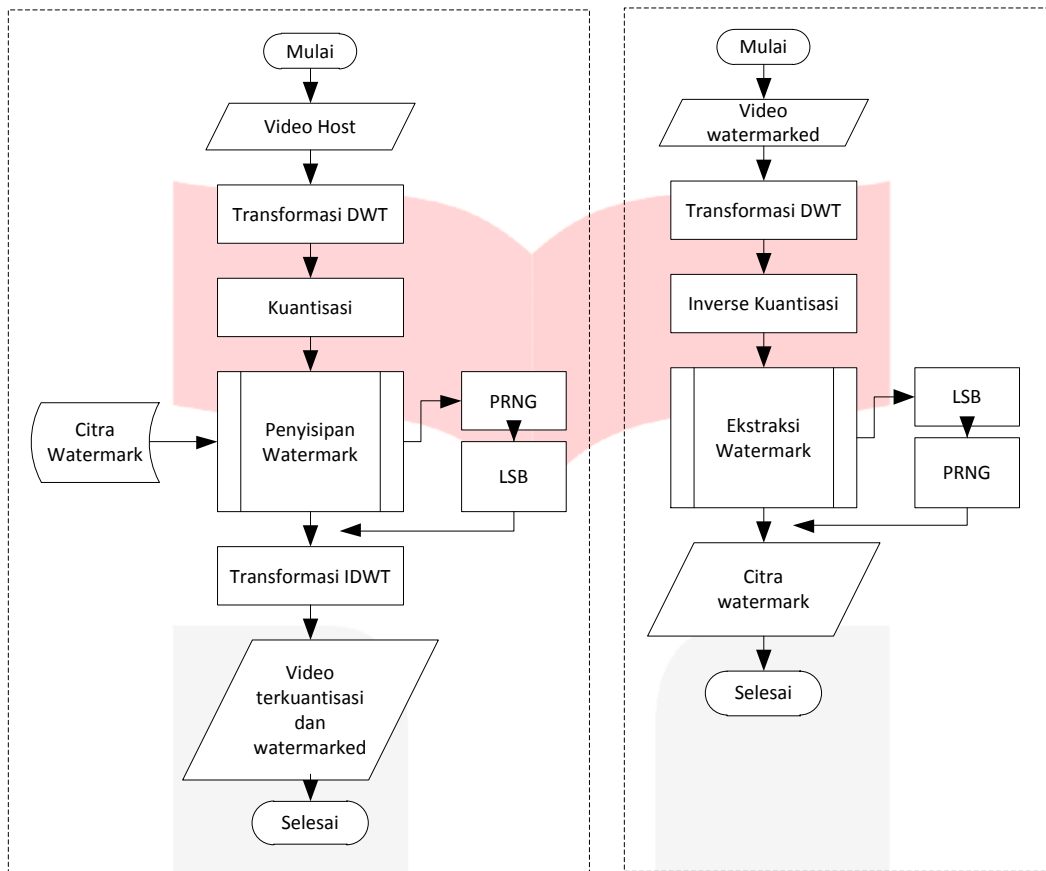 Mulai
Video Host
Transformasi DWT
Kuantisasi
Citra
Watermark
Penyisipan
Watermark
PRNG
LSB
Transformasi IDWT
Video
terkuantisasi
dan
watermarked
Selesai
Mulai
Video
watermarked
Transformasi DWT
Inverse Kuantisasi
Ekstraksi
Watermark
LSB
PRNG
Citra
watermark
Selesai